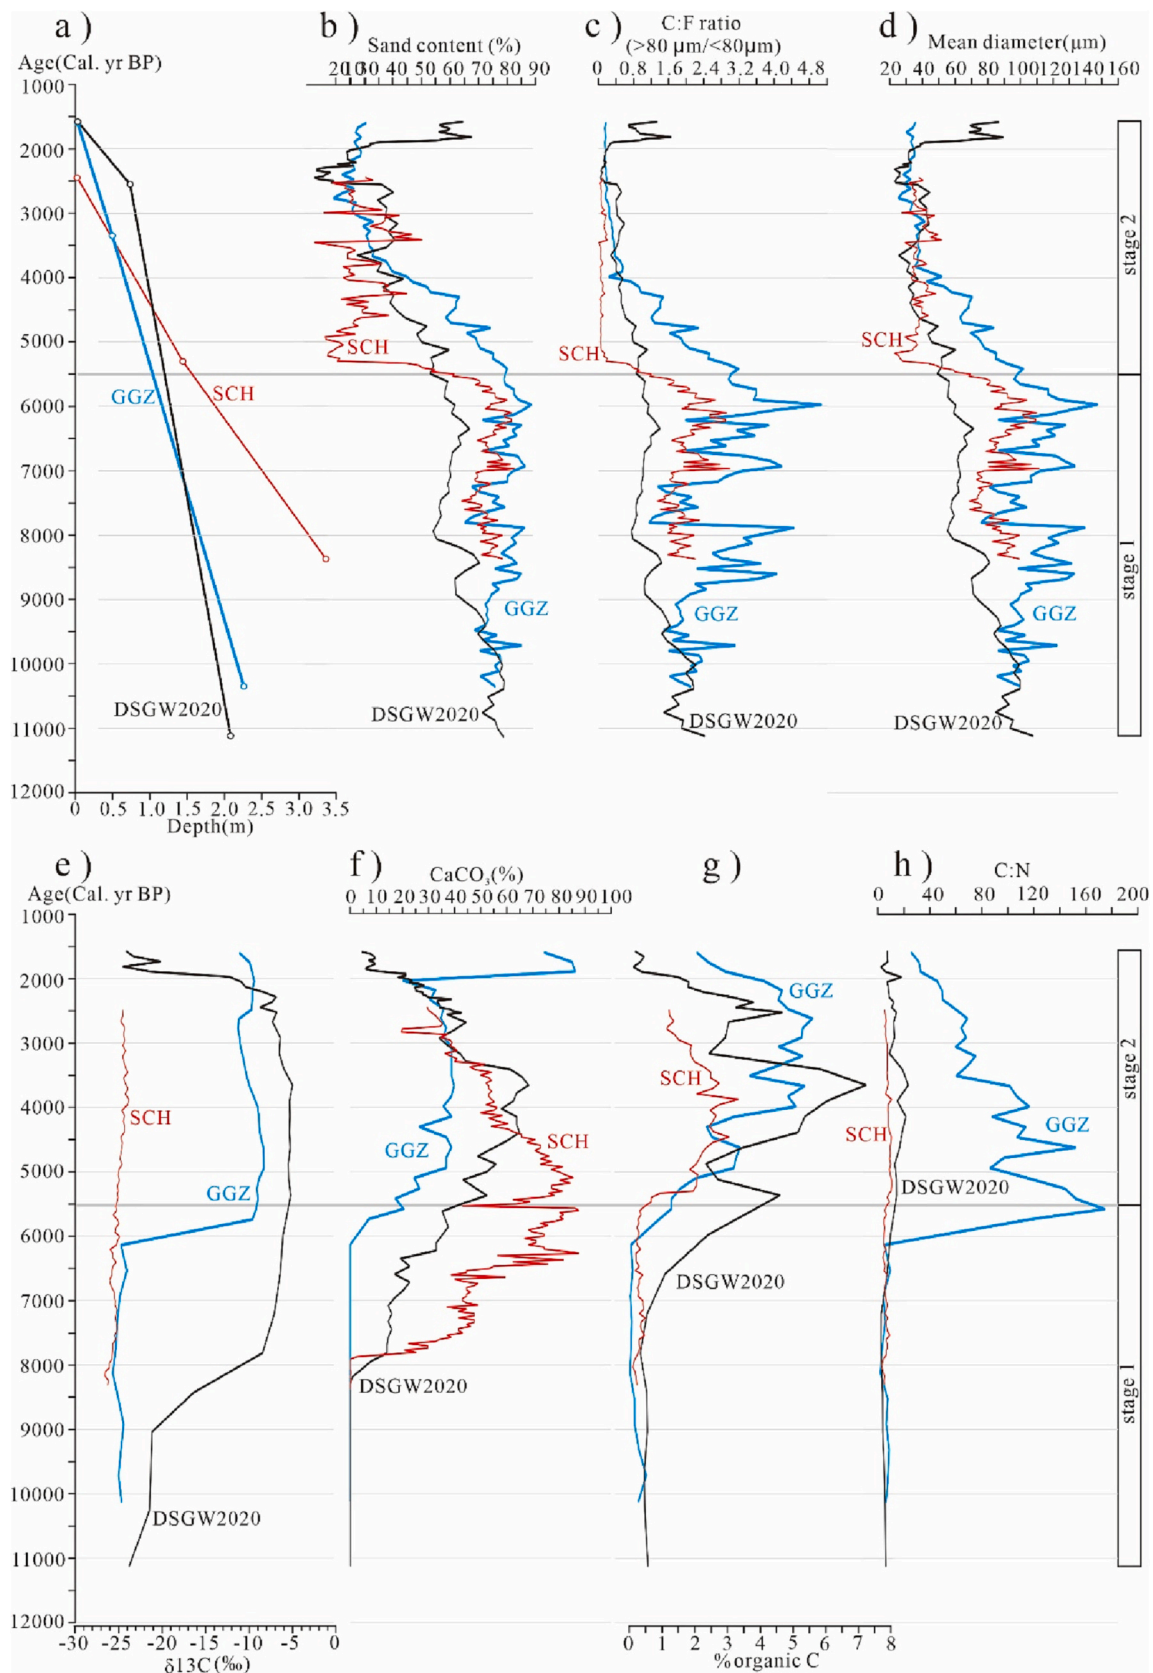 a )
b )
c )
d )
C:F ratio
Sand content (%)
(>80 μm/<80μm)
Mean diameter(μm)
Age(Cal. yr BP)
30 40 50 60 70 80 90
0 0.8 1.6 2.4 3.2 4.0 4.8
20 40 60 80 100 120 140 160
1000
2000
3000
4000
5000
6000
7000
8000
9000
10000
11000
12000
GGZ
SCH
DSGW2020
SCH
GGZ
DSGW2020
SCH
GGZ
DSGW2020
SCH
GGZ
DSGW2020
stage 2
stage 1
0 0.5 1.0 1.5 2.0 2.5 3.0 3.5
Depth(m)
e )
f )
g )
h )
CaCO₃(%)
C:N
Age(Cal. yr BP)
0 10 20 30 40 50 60 70 80 90 100
0 40 80 120 160 200
1000
2000
3000
4000
5000
6000
7000
8000
9000
10000
11000
12000
SCH
GGZ
DSGW2020
GGZ
SCH
DSGW2020
GGZ
SCH
DSGW2020
GGZ
SCH
DSGW2020
stage 2
stage 1
-30 -25 -20 -15 -10 -5 0
δ13C(‰)
0 1 2 3 4 5 6 7 8
% organic C